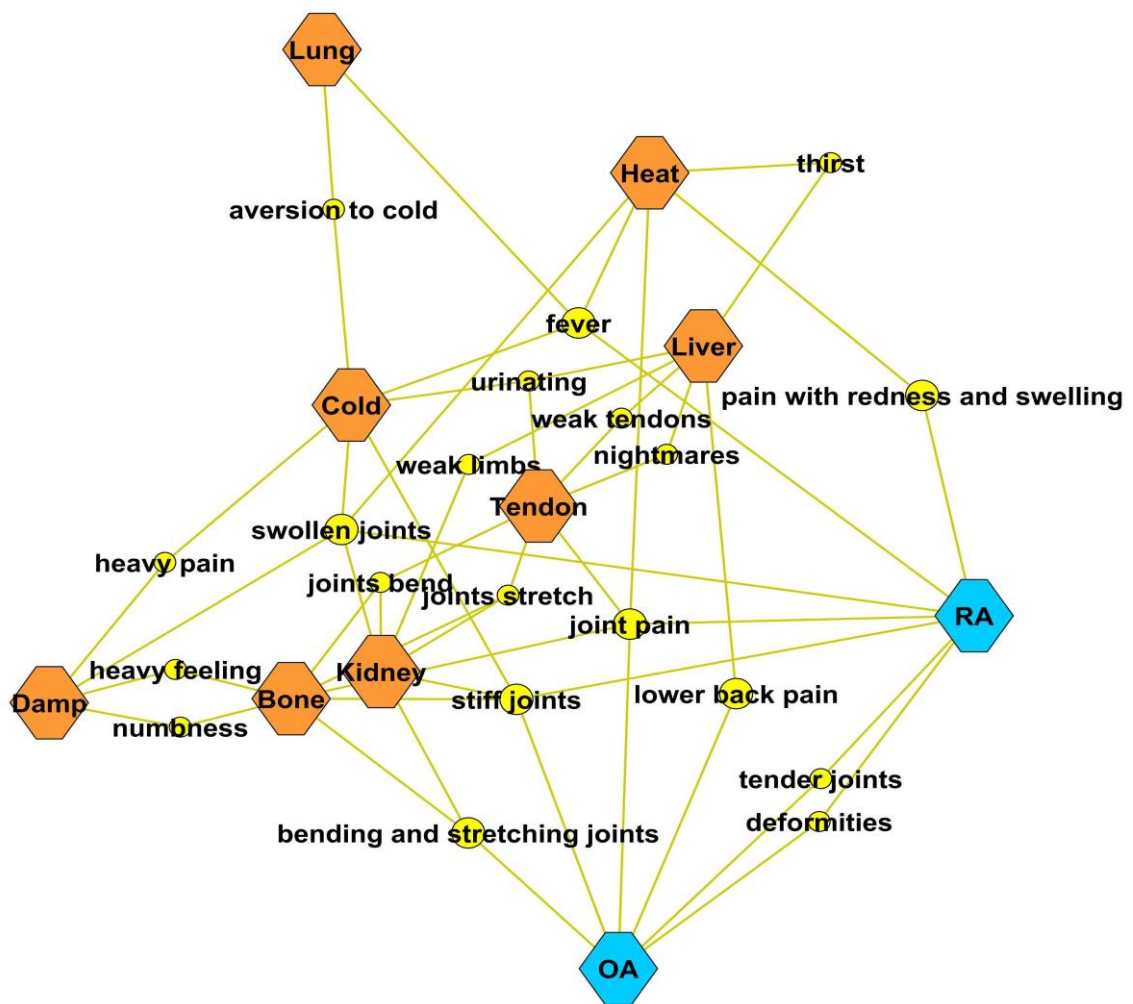 Lung
Heat
thirst
aversion to cold
fever
Liver
urinating
Cold
pain with redness and swelling
weak tendons
nightmares
weak limbs
Tendon
swollen joints
heavy pain
joints bend
joints stretch
RA
joint pain
heavy feeling
Kidney
Damp
Bone
stiff joints
lower back pain
numbness
tender joints
deformities
bending and stretching joints
OA